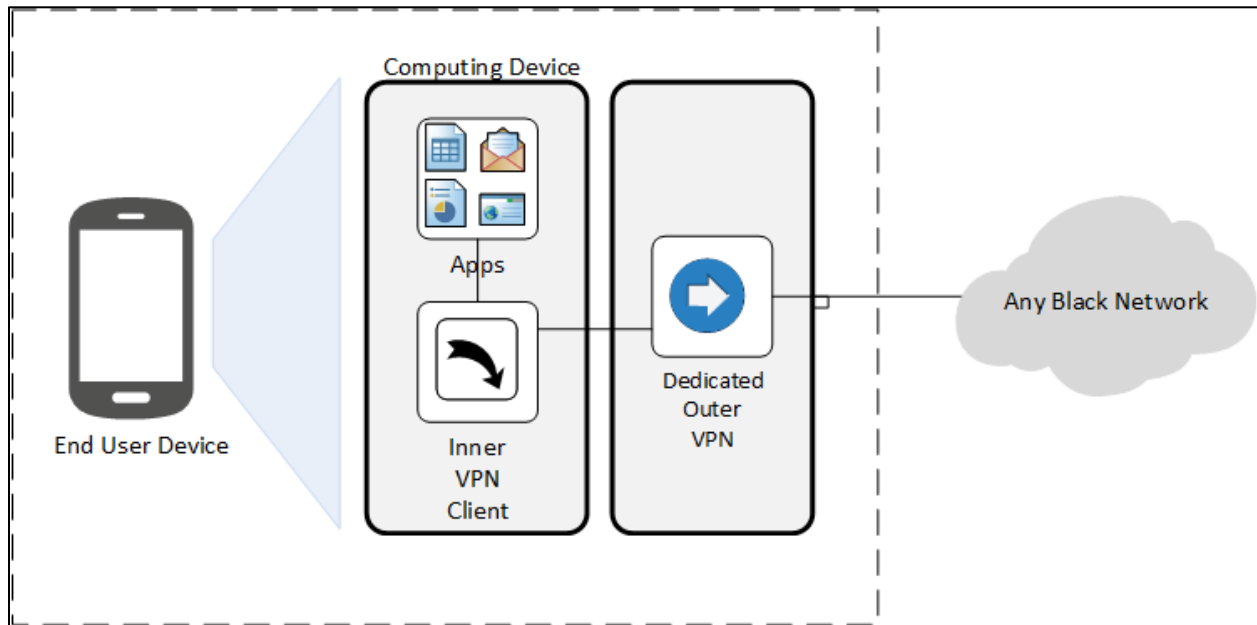 Computing Device
Apps
End User Device
Inner
VPN
Client
Dedicated
Outer
VPN
Any Black Network